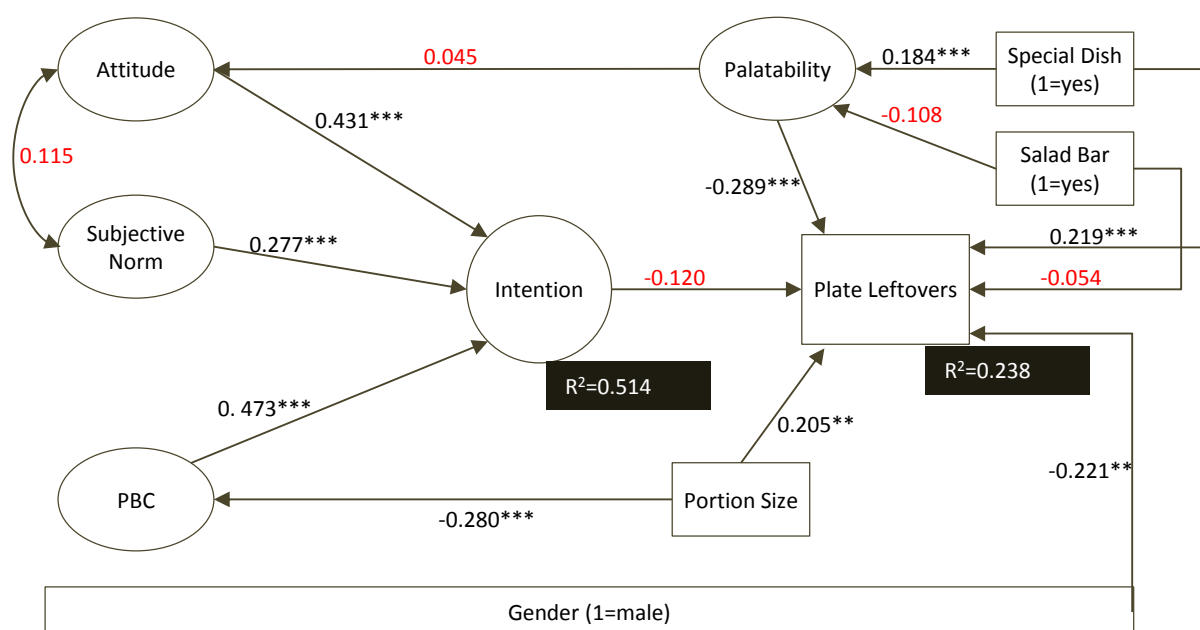 Attitude
0.045
Palatability
0.184***
Special Dish
(1=yes)
0.431***
-0.108
0.115
Salad Bar
(1=yes)
-0.289***
Subjective
Norm
0.277***
0.219***
Intention
-0.120
Plate Leftovers
-0.054
R²=0.514
R²=0.238
0. 473***
0.205**
-0.221**
PBC
-0.280***
Portion Size
Gender (1=male)